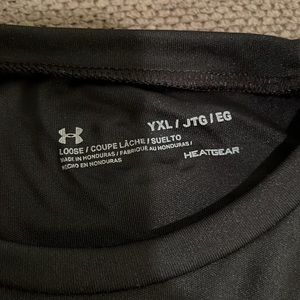 YXL / JTG / EG
LOOSE / COUPE LÂCHE / SUELTO
MADE IN HONDURAS / FABRIQUÉ AU HONDURAS /
HECHO EN HONDURAS
HEATGEAR